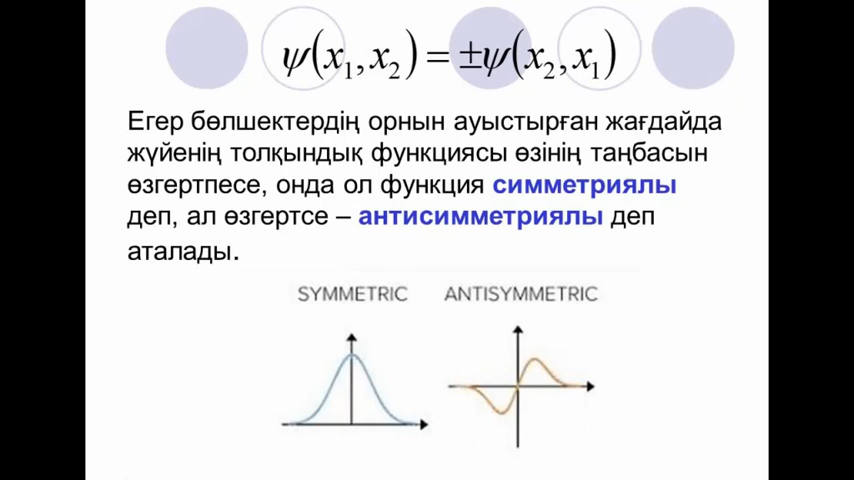 ψ(x₁,x₂) = ±ψ(x₂,x₁)
Егер бөлшектердің орнын ауыстырған жағдайда
жүйенің толқындық функциясы өзінің таңбасын
өзгертпесе, онда ол функция симметриялы
деп, ал өзгертсе – антисимметриялы деп
аталады.
SYMMETRIC ANTISYMMETRIC